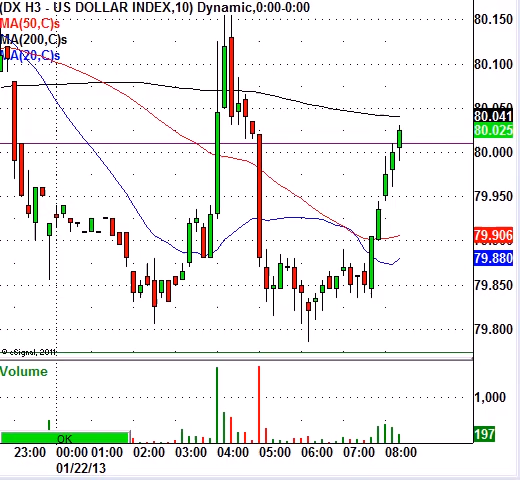 (DX H3 - US DOLLAR INDEX,10) Dynamic,0:00-0:00
MA(50,C)s
MA(200,C)s
MA(20,C)s
80.150
80.100
80.050
80.041
80.025
80.000
79.950
79.906
79.880
79.850
79.800
© eSignal, 2011
Volume
1,000
197
OK
23:00 00:00 01:00 02:00 03:00 04:00 05:00 06:00 07:00 08:00
01/22/13